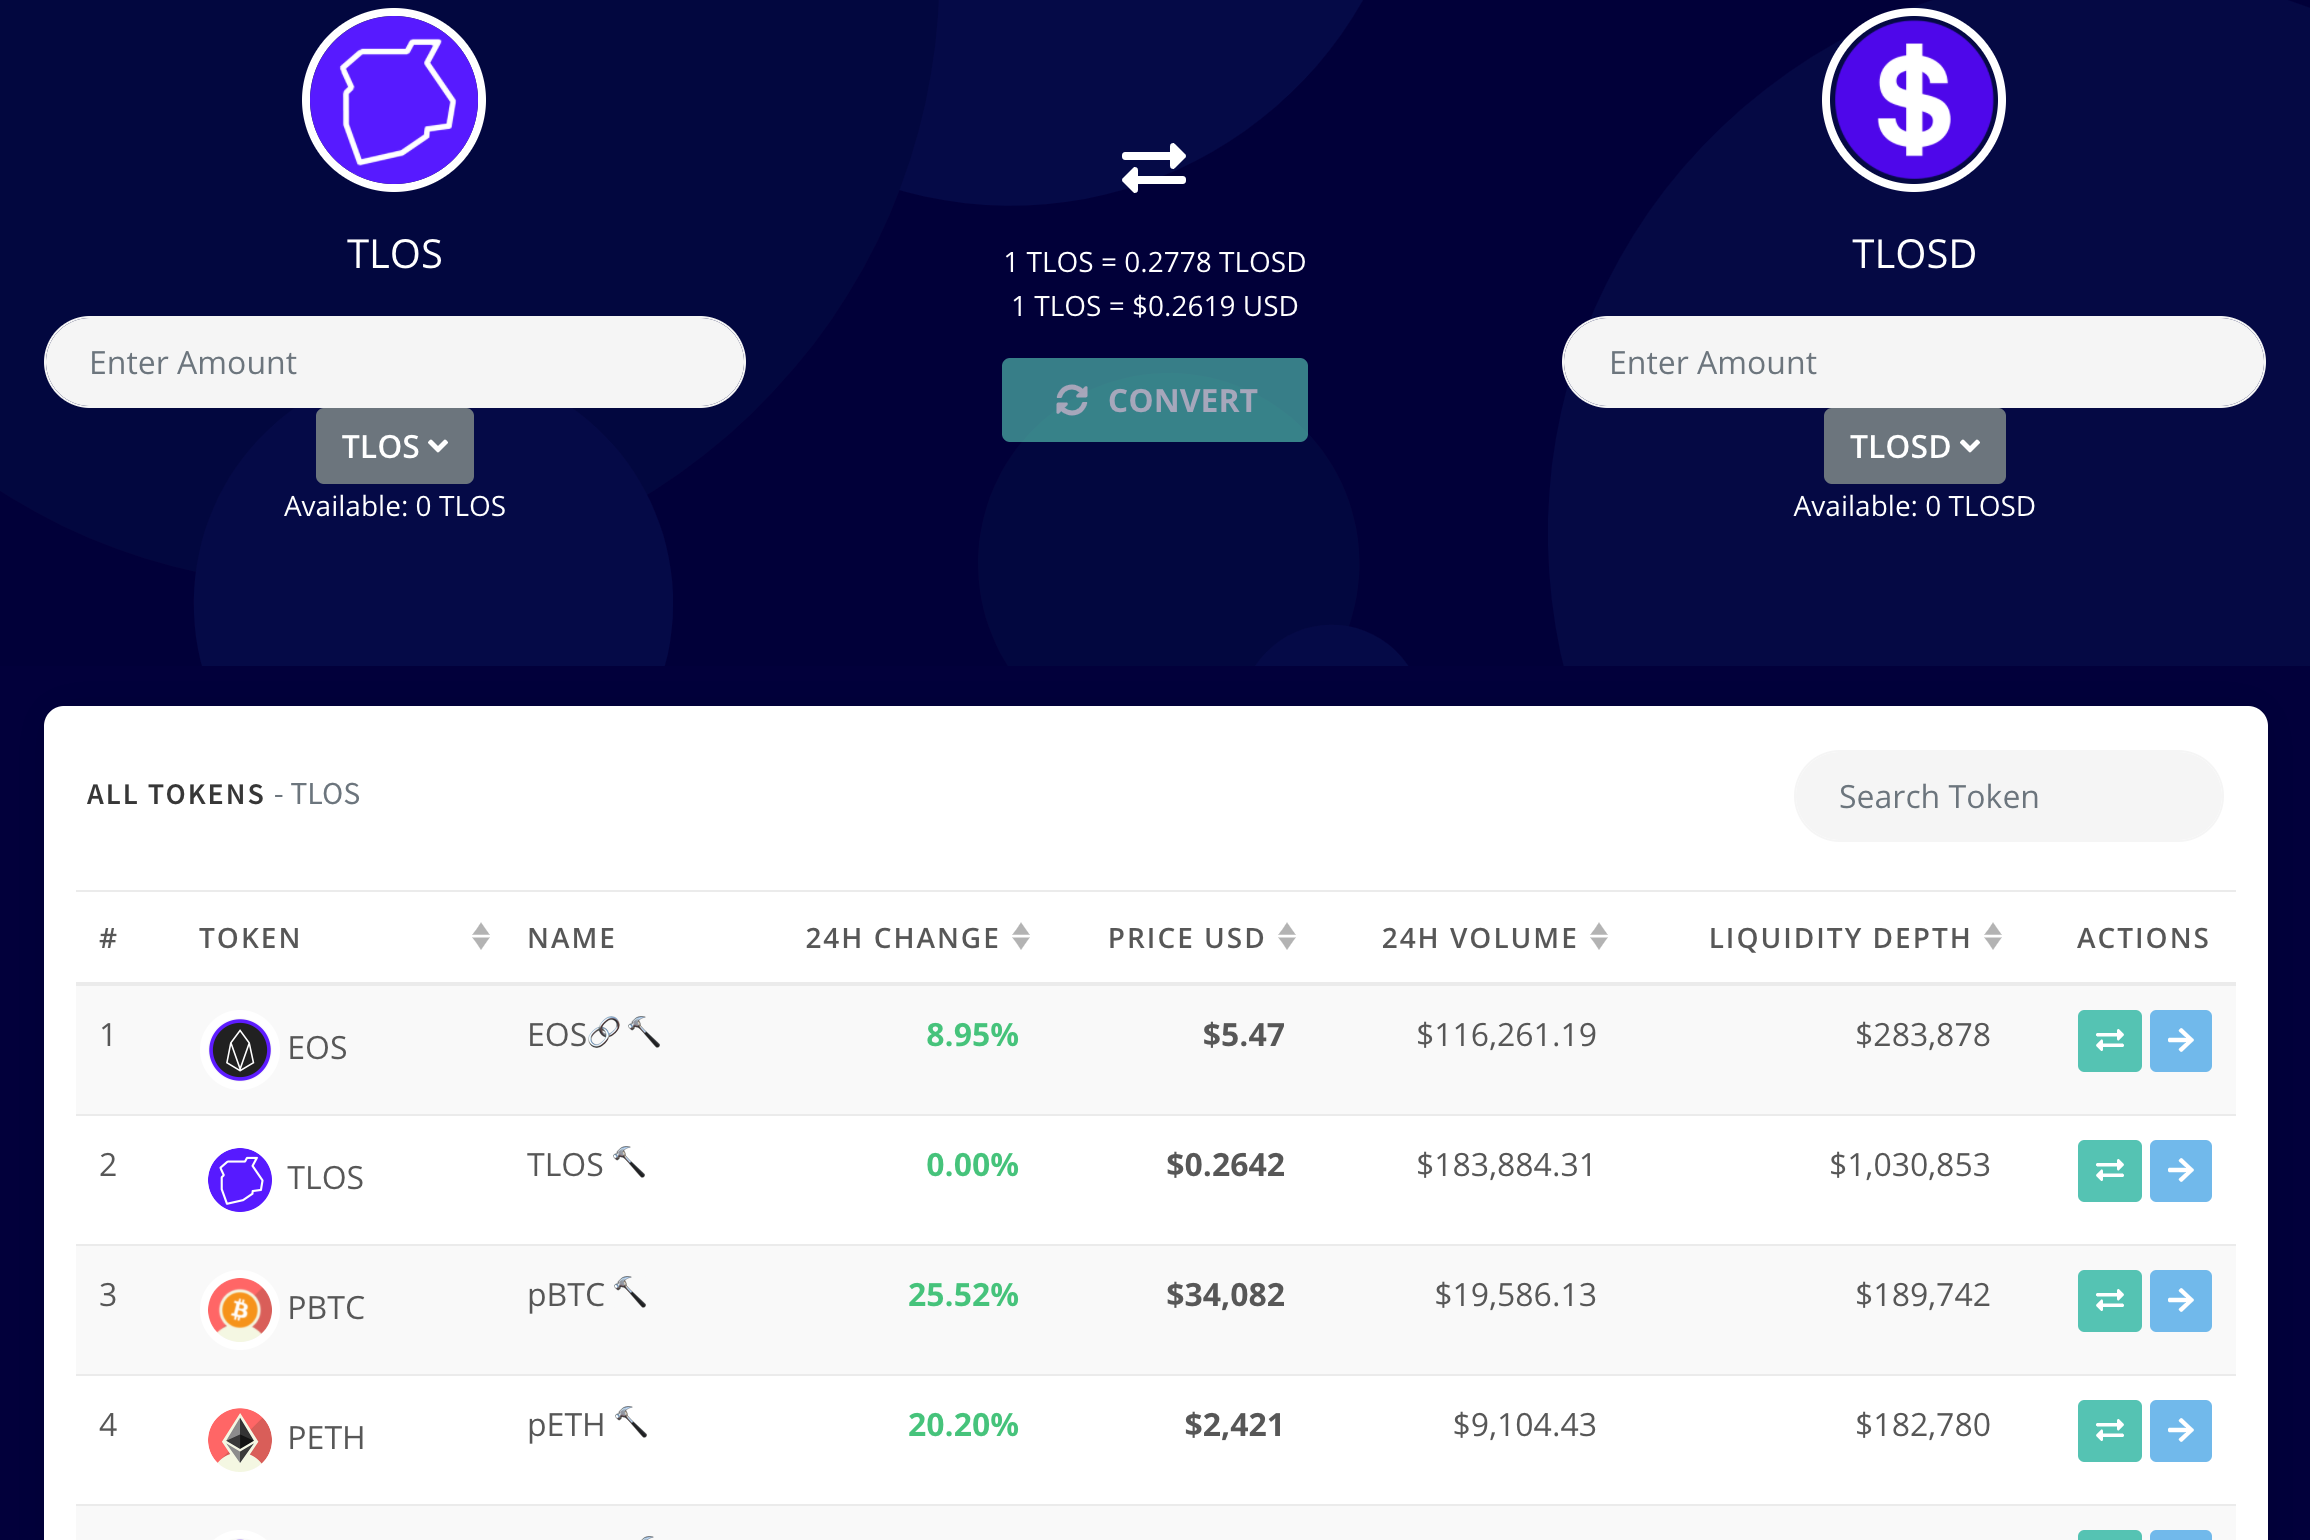 TLOS
TLOSD
1 TLOS = 0.2778 TLOSD
1 TLOS = $0.2619 USD
Enter Amount
Enter Amount
CONVERT
TLOS
TLOSD
Available: 0 TLOS
Available: 0 TLOSD
ALL TOKENS - TLOS
Search Token
# TOKEN NAME 24H CHANGE PRICE USD 24H VOLUME LIQUIDITY DEPTH ACTIONS
1 EOS EOS🔗🔨 8.95% $5.47 $116,261.19 $283,878
2 TLOS TLOS 🔨 0.00% $0.2642 $183,884.31 $1,030,853
3 PBTC pBTC 🔨 25.52% $34,082 $19,586.13 $189,742
4 PETH pETH 🔨 20.20% $2,421 $9,104.43 $182,780